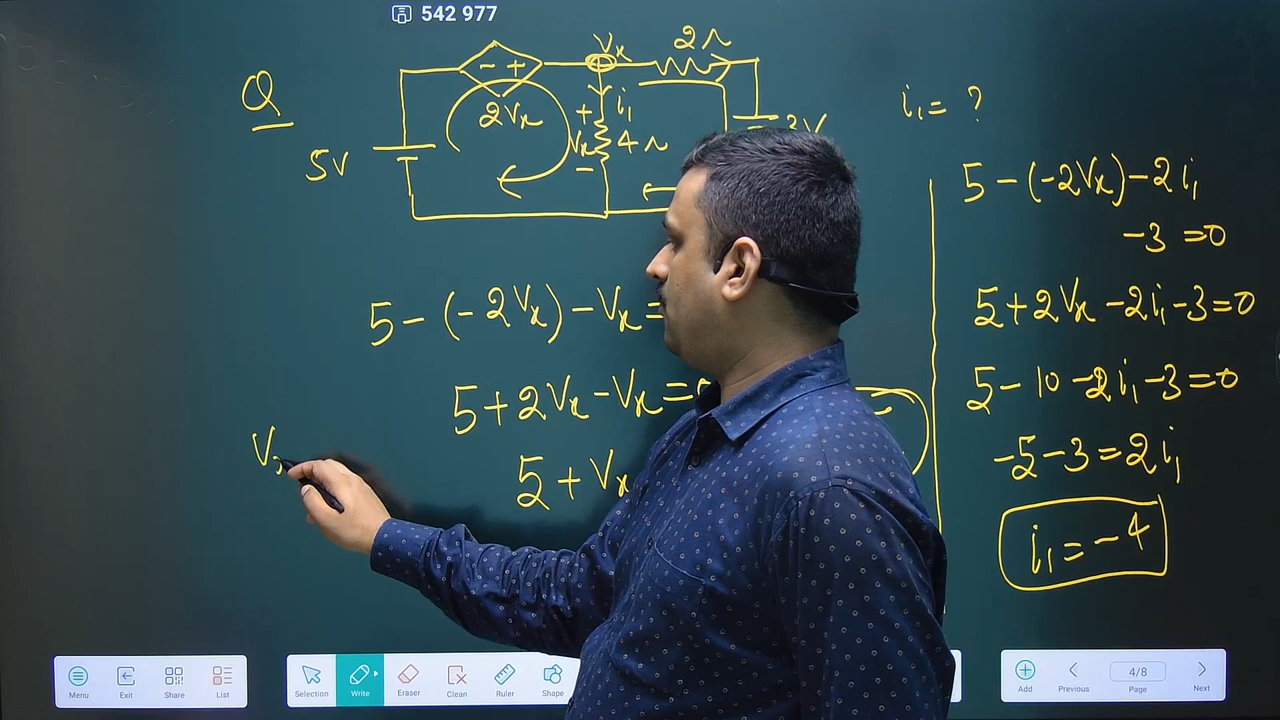 542 977
Q
- +
2Vx
Vx
2Ω
i₁ = ?
5V
+
Vx
-
i₁
4Ω
3V
5-(-2Vx)-2i₁
-3 =0
5-(-2Vx)-Vx=
5+2Vx-2i₁-3=0
5+2Vx-Vx=
5-10-2i₁-3=0
5+Vx
-5-3=2i₁
i₁=-4
Menu
Exit
Share
List
Selection
Write
Eraser
Clean
Ruler
Shape
Add
Previous
4/8
Page
Next